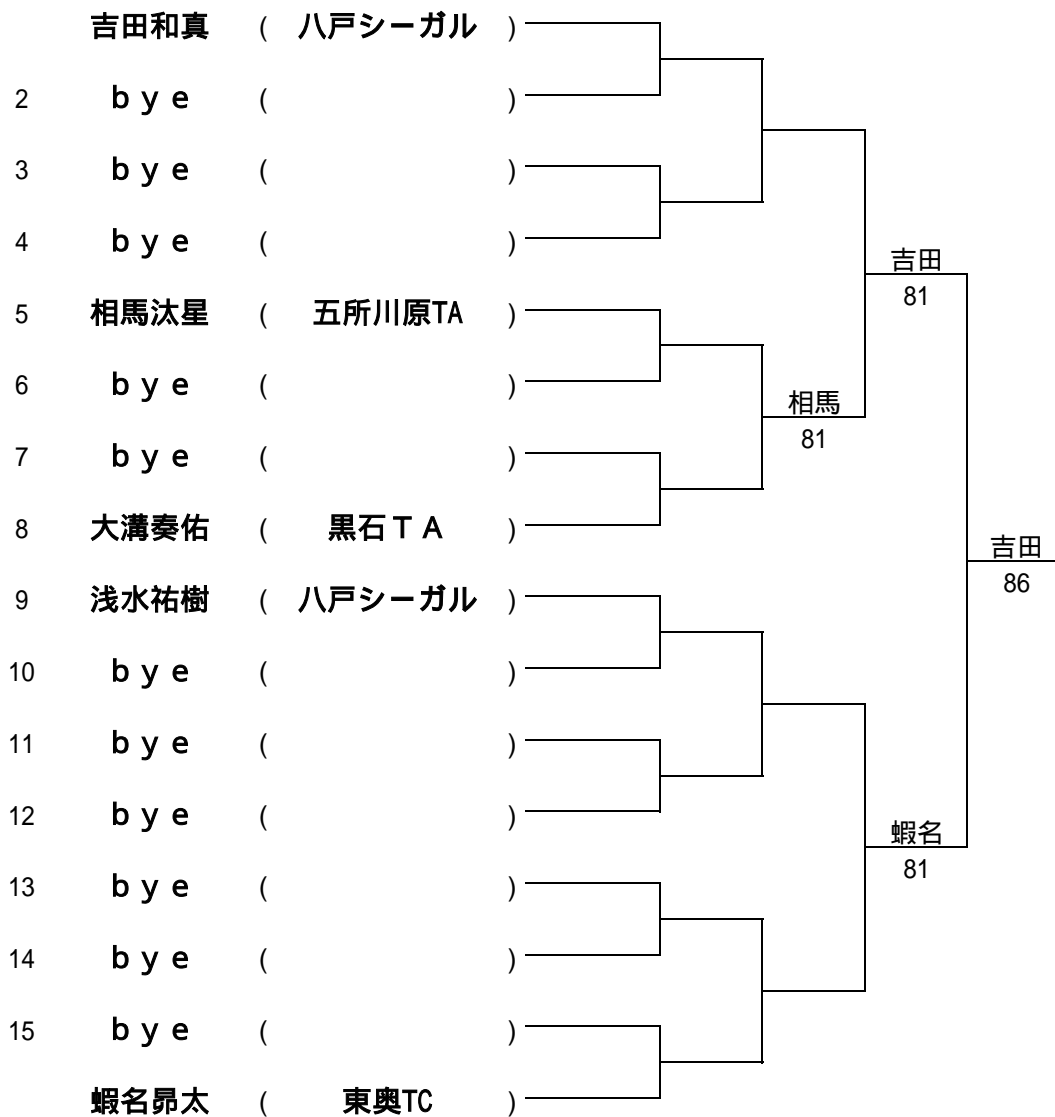 吉田和真 ( 八戸シーガル )
2 ｂｙｅ ( )
3 ｂｙｅ ( )
4 ｂｙｅ ( )
吉田
81
5 相馬汰星 ( 五所川原TA )
6 ｂｙｅ ( )
相馬
81
7 ｂｙｅ ( )
8 大溝奏佑 ( 黒石ＴＡ )
吉田
86
9 浅水祐樹 ( 八戸シーガル )
10 ｂｙｅ ( )
11 ｂｙｅ ( )
12 ｂｙｅ ( )
蝦名
81
13 ｂｙｅ ( )
14 ｂｙｅ ( )
15 ｂｙｅ ( )
蝦名昴太 ( 東奥TC )